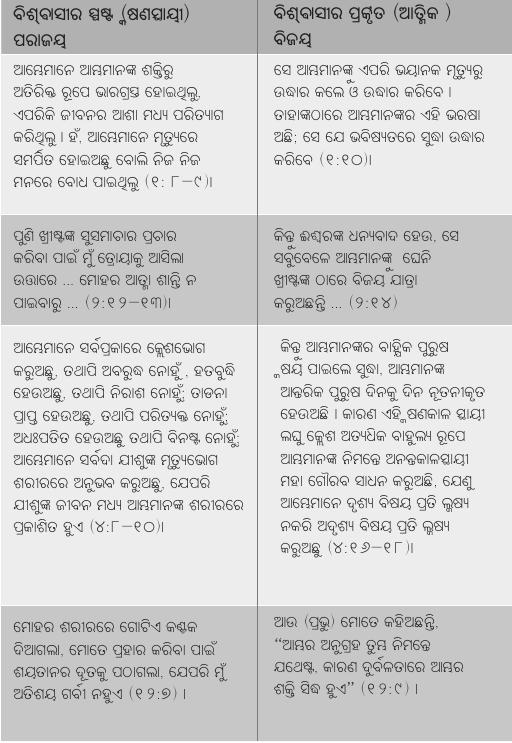 ବିଶ୍ୱାସୀର ସ୍ପଷ୍ଟ (କ୍ଷଣସ୍ଥାୟୀ)
ପରାଜୟ
ବିଶ୍ୱାସୀର ପ୍ରକୃତ (ଆତ୍ମିକ )
ବିଜୟ
ଆମ୍ଭେମାନେ ଆମ୍ଭମାନଙ୍କ ଶକ୍ତିରୁ
ଅତିରିକ୍ତ ରୂପେ ଭାରଗ୍ରସ୍ତ ହୋଇଥିଲୁ,
ଏପରିକି ଜୀବନର ଆଶା ମଧ୍ୟ ପରିତ୍ୟାଗ
କରିଥିଲୁ । ହଁ, ଆମ୍ଭେମାନେ ମୃତ୍ୟୁରେ
ସମର୍ପିତ ହୋଇଅଛୁ ବୋଲି ନିଜ ନିଜ
ମନରେ ବୋଧ ପାଇଥିଲୁ (୧: ୮–୯)।
ସେ ଆମ୍ଭମାନଙ୍କୁ ଏପରି ଭୟାନକ ମୃତ୍ୟୁରୁ
ଉଦ୍ଧାର କଲେ ଓ ଉଦ୍ଧାର କରିବେ ।
ତାହାଙ୍କଠାରେ ଆମ୍ଭମାନଙ୍କର ଏହି ଭରଷା
ଅଛି; ସେ ଯେ ଭବିଷ୍ୟତରେ ସୁଦ୍ଧା ଉଦ୍ଧାର
କରିବେ (୧:୧୦)।
ପୁଣି ଖ୍ରୀଷ୍ଟଙ୍କ ସୁସମାଚାର ପ୍ରଚାର
କରିବା ପାଇଁ ମୁଁ ତ୍ରୋୟାକୁ ଆସିଲା
ଉତ୍ତାରେ ... ମୋହର ଆତ୍ମା ଶାନ୍ତି ନ
ପାଇବାରୁ ... (୨:୧୨–୧୩)।
କିନ୍ତୁ ଈଶ୍ୱରଙ୍କ ଧନ୍ୟବାଦ ହେଉ, ସେ
ସବୁବେଳେ ଆମ୍ଭମାନଙ୍କୁ ଘେନି
ଖ୍ରୀଷ୍ଟଙ୍କ ଠାରେ ବିଜୟ ଯାତ୍ରା
କରୁଅଛନ୍ତି ... (୨:୧୪)
ଆମ୍ଭେମାନେ ସର୍ବପ୍ରକାରେ କ୍ଲେଶଭୋଗ
କରୁଅଛୁ, ତଥାପି ଅବରୁଦ୍ଧ ନୋହୁଁ , ହତବୁଦ୍ଧି
ହେଉଅଛୁ, ତଥାପି ନିରାଶ ନୋହୁଁ; ତାଡନା
ପ୍ରାପ୍ତ ହେଉଅଛୁ, ତଥାପି ପରିତ୍ୟକ୍ତ ନୋହୁଁ;
ଅଧଃପତିତ ହେଉଅଛୁ ତଥାପି ବିନଷ୍ଟ ନୋହୁଁ;
ଆମ୍ଭେମାନେ ସର୍ବଦା ଯୀଶୁଙ୍କ ମୃତ୍ୟୁଭୋଗ
ଶରୀରରେ ଅନୁଭବ କରୁଅଛୁ, ଯେପରି
ଯୀଶୁଙ୍କ ଜୀବନ ମଧ୍ୟ ଆମ୍ଭମାନଙ୍କ ଶରୀରରେ
ପ୍ରକାଶିତ ହୁଏ (୪:୮–୧୦)।
କିନ୍ତୁ ଆମ୍ଭମାନଙ୍କର ବାହ୍ଯିକ ପୁରୁଷ
କ୍ଷୟ ପାଇଲେ ସୁଦ୍ଧା, ଆମ୍ଭମାନଙ୍କ
ଆନ୍ତରିକ ପୁରୁଷ ଦିନକୁ ଦିନ ନୂତନୀକୃତ
ହେଉଅଛି । କାରଣ ଏହି କ୍ଷଣକାଳ ସ୍ଥାୟୀ
ଲଘୁ କ୍ଲେଶ ଅତ୍ୟଧିକ ବାହୁଲ୍ୟ ରୂପେ
ଆମ୍ଭମାନଙ୍କ ନିମନ୍ତେ ଅନନ୍ତକାଳସ୍ଥାୟୀ
ମହା ଗୌରବ ସାଧନ କରୁଅଛି, ଯେଣୁ
ଆମ୍ଭେମାନେ ଦୃଶ୍ୟ ବିଷୟ ପ୍ରତି ଲକ୍ଷ୍ୟ
ନକରି ଅଦୃଶ୍ୟ ବିଷୟ ପ୍ରତି ଲକ୍ଷ୍ୟ
କରୁଅଛୁ (୪:୧୬–୧୮)।
ମୋହର ଶରୀରରେ ଗୋଟିଏ କଣ୍ଟକ
ଦିଆଗଲା, ମୋତେ ପ୍ରହାର କରିବା ପାଇଁ
ଶୟତାନର ଦୂତକୁ ପଠାଗଲା, ଯେପରି ମୁଁ
ଅତିଶୟ ଗର୍ବୀ ନହୁଏ (୧୨:୭) ।
ଆଉ (ପ୍ରଭୁ) ମୋତେ କହିଅଛନ୍ତି,
“ଆମ୍ଭର ଅନୁଗ୍ରହ ତୁମ୍ଭ ନିମନ୍ତେ
ଯଥେଷ୍ଟ, କାରଣ ଦୁର୍ବଳତାରେ ଆମ୍ଭର
ଶକ୍ତି ସିଦ୍ଧ ହୁଏ” (୧୨:୯) ।